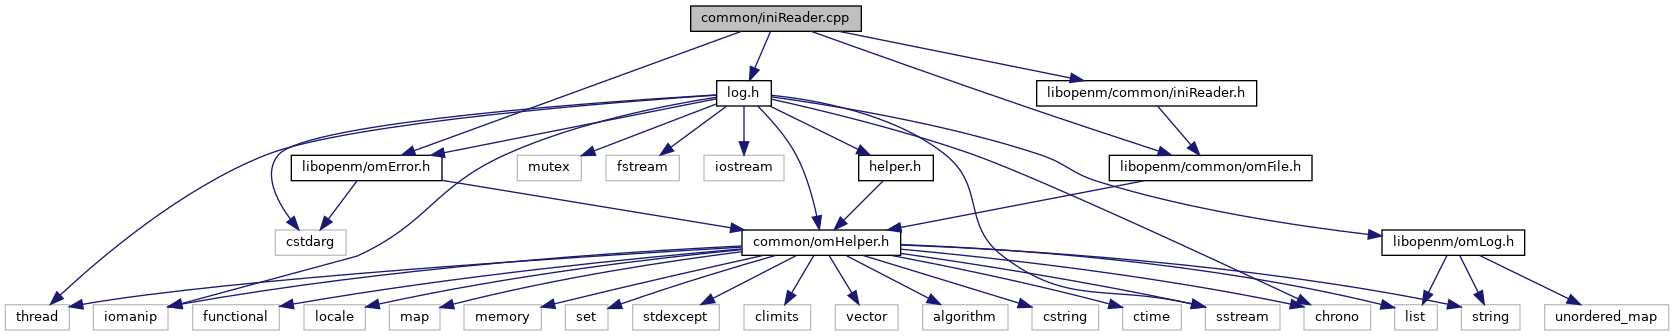 common/iniReader.cpp
log.h
libopenm/common/iniReader.h
libopenm/omError.h
mutex
fstream
iostream
helper.h
libopenm/common/omFile.h
cstdarg
common/omHelper.h
libopenm/omLog.h
thread
iomanip
functional
locale
map
memory
set
stdexcept
climits
vector
algorithm
cstring
ctime
sstream
chrono
list
string
unordered_map